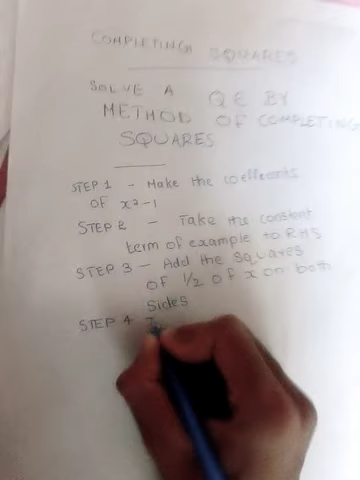 COMPLETING SQUARES
SOLVE A QE BY
METHOD OF COMPLETING
SQUARES
STEP 1 - Make the coefficients
OF x²-1
STEP 2 - Take the constant
term of example to RHS
STEP 3 - Add the squares
OF 1/2 OF x on both
Sides
STEP 4